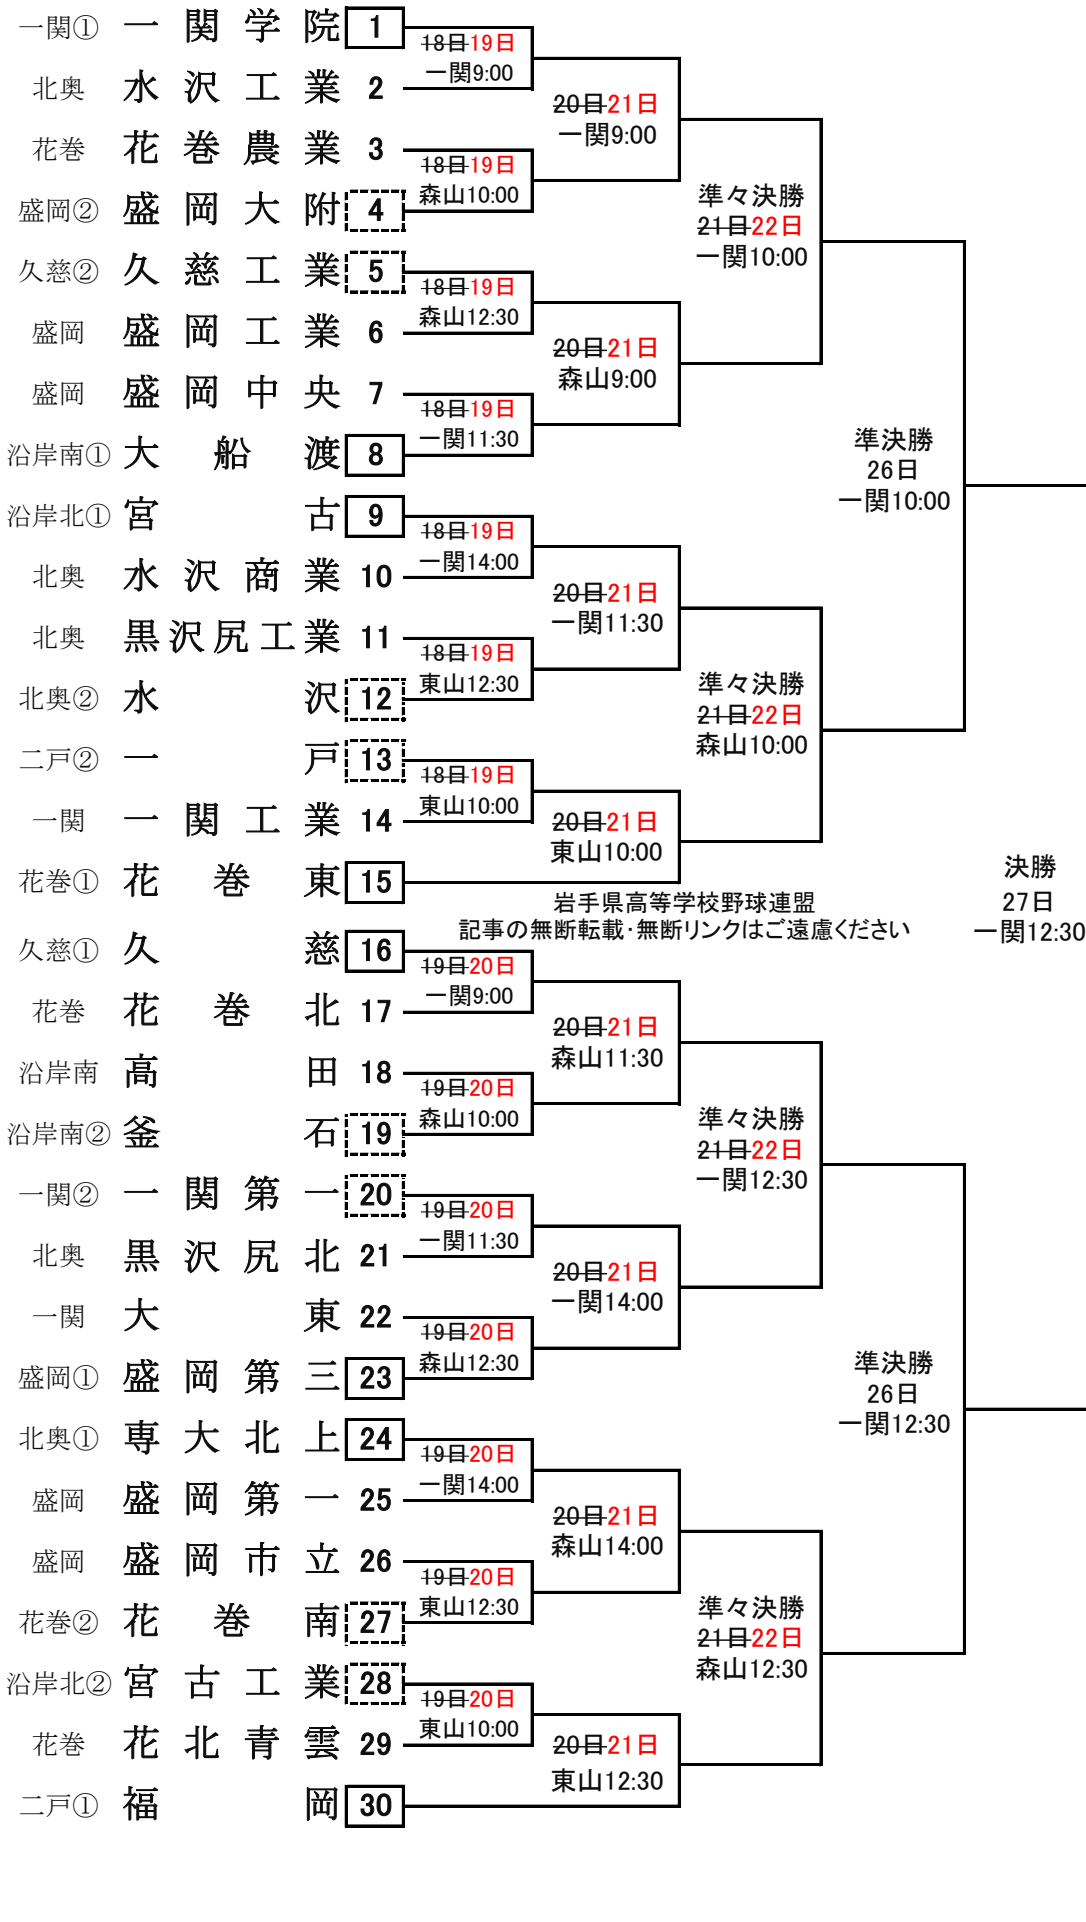 一関① 一関学院 1
18日19日
一関9:00
北奥 水沢工業 2
20日21日
一関9:00
花巻 花巻農業 3
18日19日
森山10:00
盛岡② 盛岡大附 4
準々決勝
21日22日
一関10:00
久慈② 久慈工業 5
18日19日
森山12:30
盛岡 盛岡工業 6
20日21日
森山9:00
盛岡 盛岡中央 7
18日19日
一関11:30
沿岸南① 大船渡 8
準決勝
26日
一関10:00
沿岸北① 宮古 9
18日19日
一関14:00
北奥 水沢商業 10
20日21日
一関11:30
北奥 黒沢尻工業 11
18日19日
東山12:30
北奥② 水沢 12
準々決勝
21日22日
森山10:00
二戸② 一戸 13
18日19日
東山10:00
一関 一関工業 14
20日21日
東山10:00
花巻① 花巻東 15
決勝
27日
一関12:30
岩手県高等学校野球連盟
記事の無断転載･無断リンクはご遠慮ください
久慈① 久慈 16
19日20日
一関9:00
花巻 花巻北 17
20日21日
森山11:30
沿岸南 高田 18
19日20日
森山10:00
沿岸南② 釜石 19
準々決勝
21日22日
一関12:30
一関② 一関第一 20
19日20日
一関11:30
北奥 黒沢尻北 21
20日21日
一関14:00
一関 大東 22
19日20日
森山12:30
盛岡① 盛岡第三 23
準決勝
26日
一関12:30
北奥① 専大北上 24
19日20日
一関14:00
盛岡 盛岡第一 25
20日21日
森山14:00
盛岡 盛岡市立 26
19日20日
東山12:30
花巻② 花巻南 27
準々決勝
21日22日
森山12:30
沿岸北② 宮古工業 28
19日20日
東山10:00
花巻 花北青雲 29
20日21日
東山12:30
二戸① 福岡 30